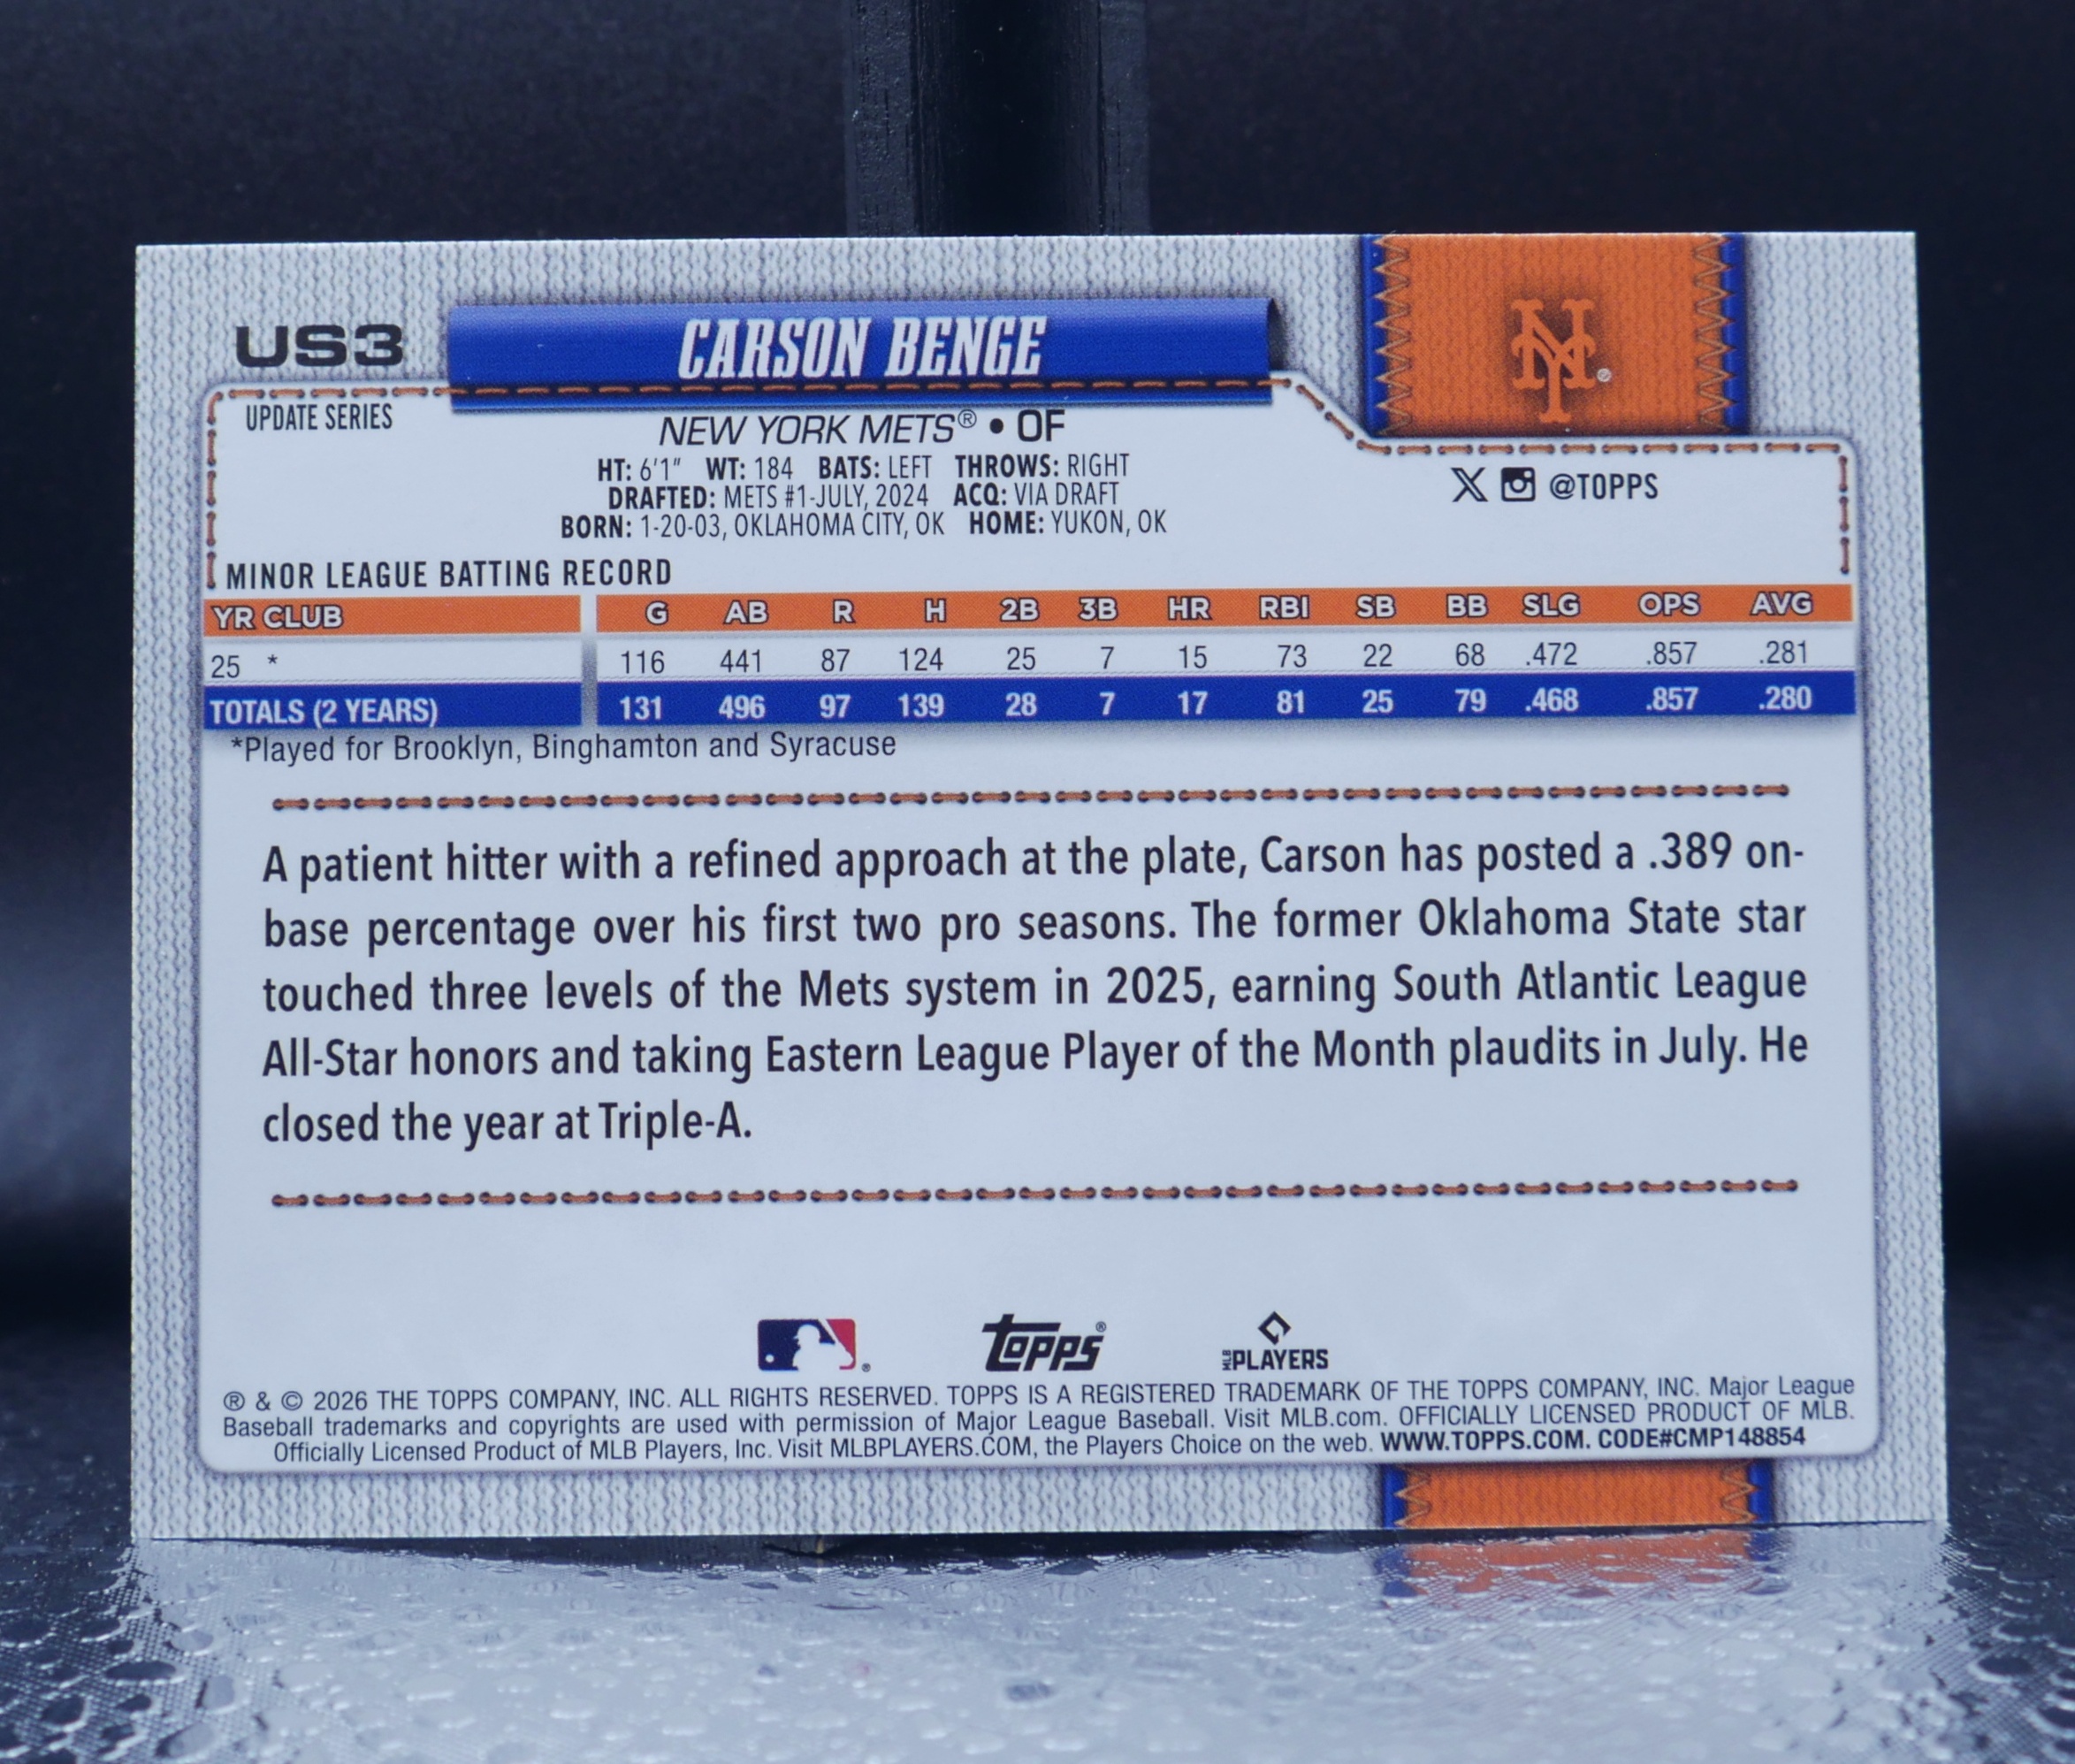 US3
CARSON BENGE
NY
UPDATE SERIES
NEW YORK METS® • OF
HT: 6'1" WT: 184 BATS: LEFT THROWS: RIGHT
DRAFTED: METS #1-JULY, 2024 ACQ: VIA DRAFT
BORN: 1-20-03, OKLAHOMA CITY, OK HOME: YUKON, OK
X @TOPPS
MINOR LEAGUE BATTING RECORD
YR CLUB G AB R H 2B 3B HR RBI SB BB SLG OPS AVG
25 * 116 441 87 124 25 7 15 73 22 68 .472 .857 .281
TOTALS (2 YEARS) 131 496 97 139 28 7 17 81 25 79 .468 .857 .280
*Played for Brooklyn, Binghamton and Syracuse
A patient hitter with a refined approach at the plate, Carson has posted a .389 on-
base percentage over his first two pro seasons. The former Oklahoma State star
touched three levels of the Mets system in 2025, earning South Atlantic League
All-Star honors and taking Eastern League Player of the Month plaudits in July. He
closed the year at Triple-A.
® Topps® MLB PLAYERS
® & © 2026 THE TOPPS COMPANY, INC. ALL RIGHTS RESERVED. TOPPS IS A REGISTERED TRADEMARK OF THE TOPPS COMPANY, INC. Major League
Baseball trademarks and copyrights are used with permission of Major League Baseball. Visit MLB.com. OFFICIALLY LICENSED PRODUCT OF MLB.
Officially Licensed Product of MLB Players, Inc. Visit MLBPLAYERS.COM, the Players Choice on the web. WWW.TOPPS.COM. CODE#CMP148854